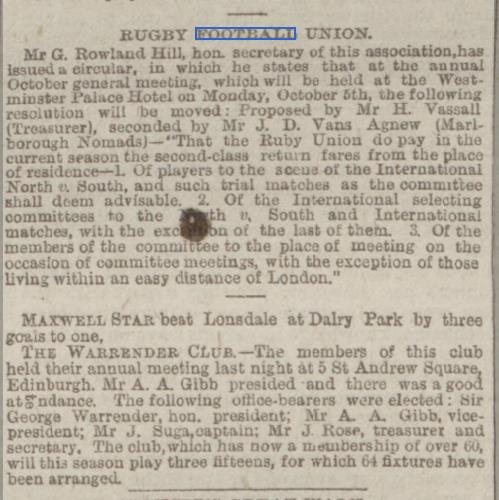 RUGBY FOOTBALL UNION.
Mr G. Rowland Hill, hon. secretary of this association, has
issued a circular, in which he states that at the annual
October general meeting, which will be held at the West-
minster Palace Hotel on Monday, October 5th, the following
resolution will be moved: Proposed by Mr H. Vassall
(Treasurer), seconded by Mr J. D. Vans Agnew (Marl-
borough Nomads)—"That the Ruby Union do pay in the
current season the second-class return fares from the place
of residence—1. Of players to the scene of the International
North v. South, and such trial matches as the committee
shall deem advisable. 2. Of the International selecting
committees to the th v, South and International
matches, with the on of the last of them. 3. Of the
members of the committee to the place of meeting on the
occasion of committee meetings, with the exception of those
living within an easy distance of London."
MAXWELL STAR beat Lonsdale at Dalry Park by three
goals to one,
THE WARRENDER CLUB.—The members of this club
held their annual meeting last night at 5 St Andrew Square,
Edinburgh. Mr A. A. Gibb presided and there was a good
The following office-bearers were elected: Sir
George Warrender, hon. president; Mr A. A. Gibb, vice-
president; Mr J. Suga, captain; Mr J. Rose, treasurer and
secretary. The club, which has now a membership of over 60,
will this season play three fifteens, for which 64 fixtures have
been arranged.